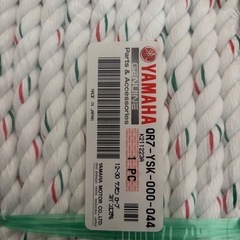 YAMAHA
GENUINE
Parts & Accessories
QR7-YSK-000-044
1 PC
YAMAHA MOTOR CO., LTD.
MADE IN JAPAN